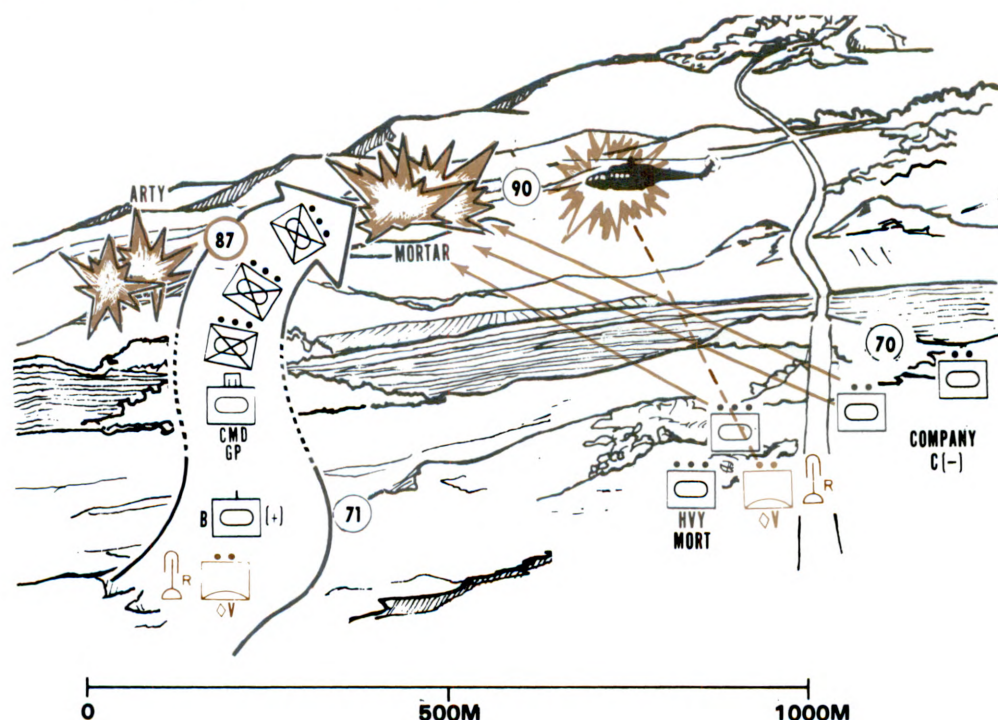 ARTY
90
87
MORTAR
70
CMD
GP
COMPANY
C(-)
B (+)
71
R
HVY
MORT
◊V
R
◊V
0 500M 1000M